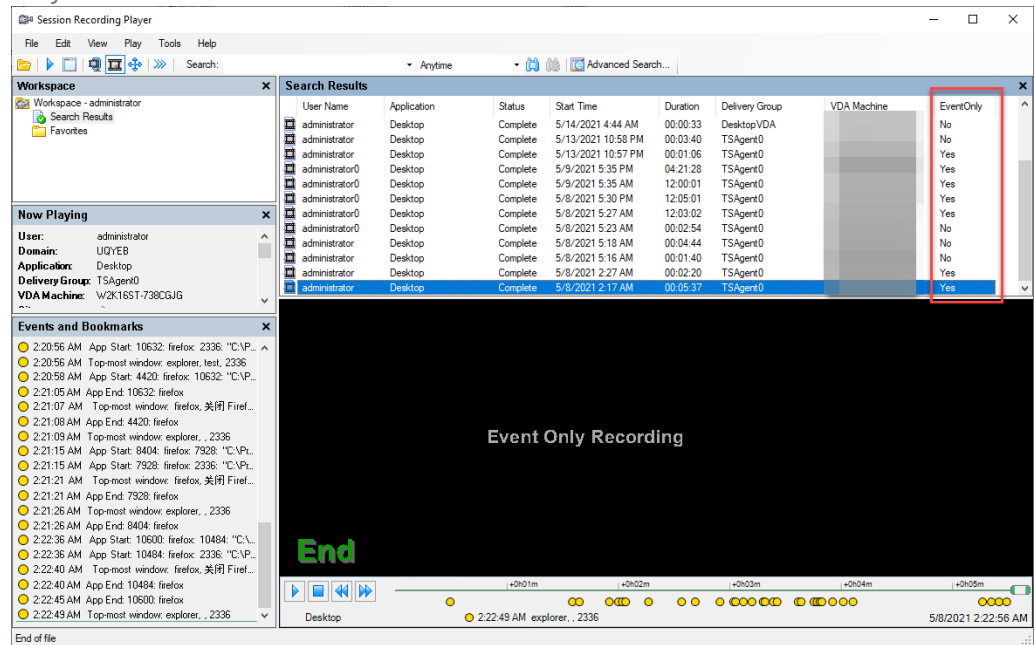 Session Recording Player
File Edit View Play Tools Help
Search: Anytime Advanced Search...
Workspace
Workspace - administrator
Search Results
Favorites
Search Results
User Name Application Status Start Time Duration Delivery Group VDA Machine EventOnly
administrator Desktop Complete 5/14/2021 4:44 AM 00:00:33 DesktopVDA No
administrator Desktop Complete 5/13/2021 10:58 PM 00:03:40 TSAgent0 No
administrator Desktop Complete 5/13/2021 10:57 PM 00:01:06 TSAgent0 Yes
administrator0 Desktop Complete 5/9/2021 5:35 PM 04:21:28 TSAgent0 Yes
administrator0 Desktop Complete 5/9/2021 5:35 AM 12:00:01 TSAgent0 Yes
administrator0 Desktop Complete 5/8/2021 5:30 PM 12:05:01 TSAgent0 Yes
administrator0 Desktop Complete 5/8/2021 5:27 AM 12:03:02 TSAgent0 Yes
administrator0 Desktop Complete 5/8/2021 5:23 AM 00:02:54 TSAgent0 No
administrator Desktop Complete 5/8/2021 5:18 AM 00:04:44 TSAgent0 No
administrator Desktop Complete 5/8/2021 5:16 AM 00:01:40 TSAgent0 No
administrator Desktop Complete 5/8/2021 2:27 AM 00:02:20 TSAgent0 Yes
administrator Desktop Complete 5/8/2021 2:17 AM 00:05:37 TSAgent0 Yes
Now Playing
User: administrator
Domain: UQYEB
Application: Desktop
Delivery Group: TSAgent0
VDA Machine: W2K16ST-738CGJG
Events and Bookmarks
2:20:56 AM App Start: 10632: firefox: 2336: "C:\P...
2:20:56 AM Top-most window: explorer, test, 2336
2:20:58 AM App Start: 4420: firefox: 10632: "C:\P...
2:21:05 AM App End: 10632: firefox
2:21:07 AM Top-most window: firefox, 关闭 Firef...
2:21:08 AM App End: 4420: firefox
2:21:09 AM Top-most window: explorer, , 2336
2:21:15 AM App Start: 8404: firefox: 7928: "C:\Pr...
2:21:15 AM App Start: 7928: firefox: 2336: "C:\Pr...
2:21:21 AM Top-most window: firefox, 关闭 Firef...
2:21:21 AM App End: 7928: firefox
2:21:26 AM Top-most window: explorer, , 2336
2:21:26 AM App End: 8404: firefox
2:22:36 AM App Start: 10600: firefox: 10484: "C:\...
2:22:36 AM App Start: 10484: firefox: 2336: "C:\P...
2:22:40 AM Top-most window: firefox, 关闭 Firef...
2:22:40 AM App End: 10484: firefox
2:22:45 AM App End: 10600: firefox
2:22:49 AM Top-most window: explorer, , 2336
Event Only Recording
End
+0h01m +0h02m +0h03m +0h04m +0h05m
Desktop 2:22:49 AM explorer, , 2336 5/8/2021 2:22:56 AM
End of file